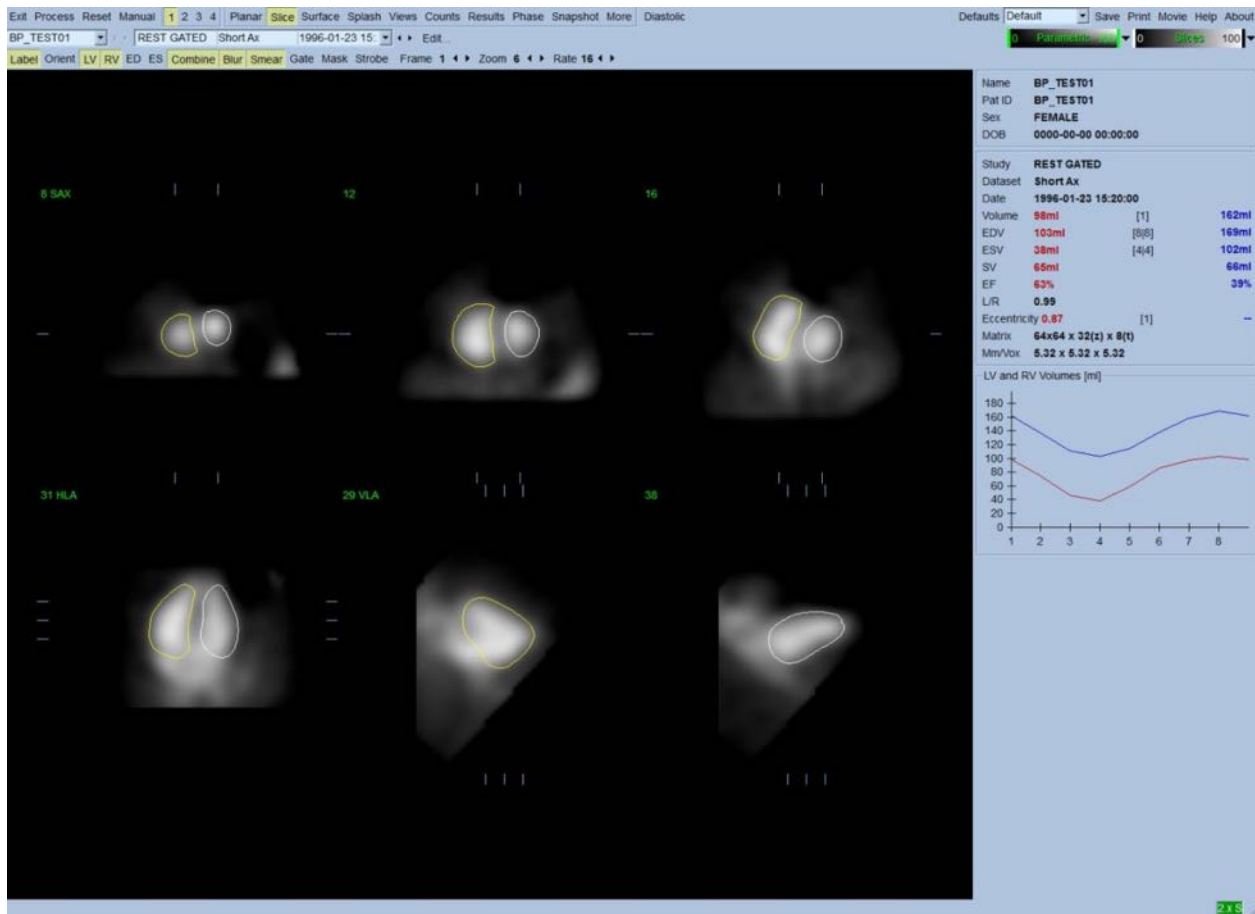 Exit Process Reset Manual 1 2 3 4 Planar Slice Surface Splash Views Counts Results Phase Snapshot More Diastolic Defaults Default Save Print Movie Help About
BP_TEST01 REST GATED Short Ax 1996-01-23 15: Edit... 0 Parametric 0 Slices 100
Label Orient LV RV ED ES Combine Blur Smear Gate Mask Strobe Frame 1 Zoom 6 Rate 16
8 SAX 12 16
31 HLA 29 VLA 38
Name BP_TEST01
Pat ID BP_TEST01
Sex FEMALE
DOB 0000-00-00 00:00:00
Study REST GATED
Dataset Short Ax
Date 1996-01-23 15:20:00
Volume 98ml [1] 162ml
EDV 103ml [8|8] 169ml
ESV 38ml [4|4] 102ml
SV 65ml 66ml
EF 63% 39%
L/R 0.99
Eccentricity 0.87 [1] --
Matrix 64x64 x 32(z) x 8(t)
Mm/Vox 5.32 x 5.32 x 5.32
LV and RV Volumes [ml]
180
160
140
120
100
80
60
40
20
0
1 2 3 4 5 6 7 8
2 x S